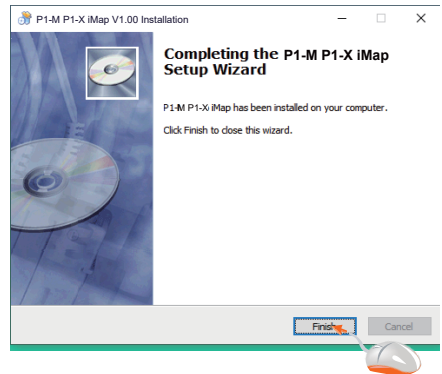 P1-M P1-X iMap V1.00 Installation
Completing the P1-M P1-X iMap
Setup Wizard
P1-M P1-X iMap has been installed on your computer.
Click Finish to close this wizard.
Finish
Cancel